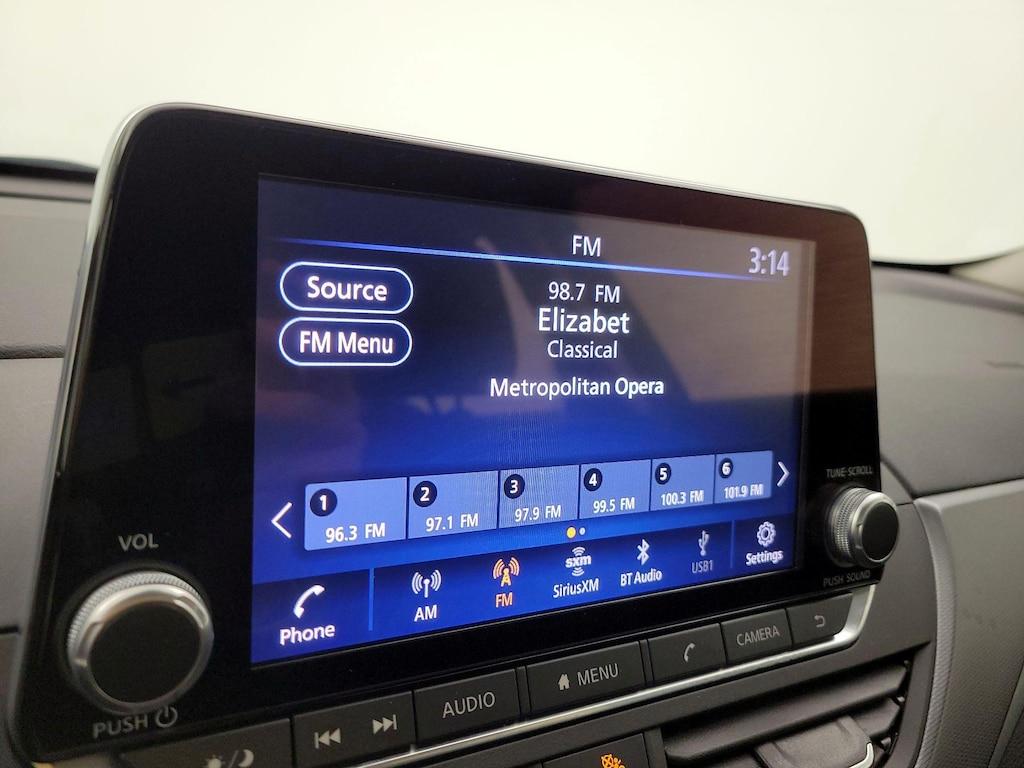 FM
3:14
Source
98.7 FM
Elizabet
FM Menu
Classical
Metropolitan Opera
1
96.3 FM
2
97.1 FM
3
97.9 FM
4
99.5 FM
5
100.3 FM
6
101.9 FM
TUNE·SCROLL
PUSH SOUND
VOL
PUSH
Phone
AM
FM
sxm
SiriusXM
BT Audio
USB1
Settings
AUDIO
MENU
CAMERA